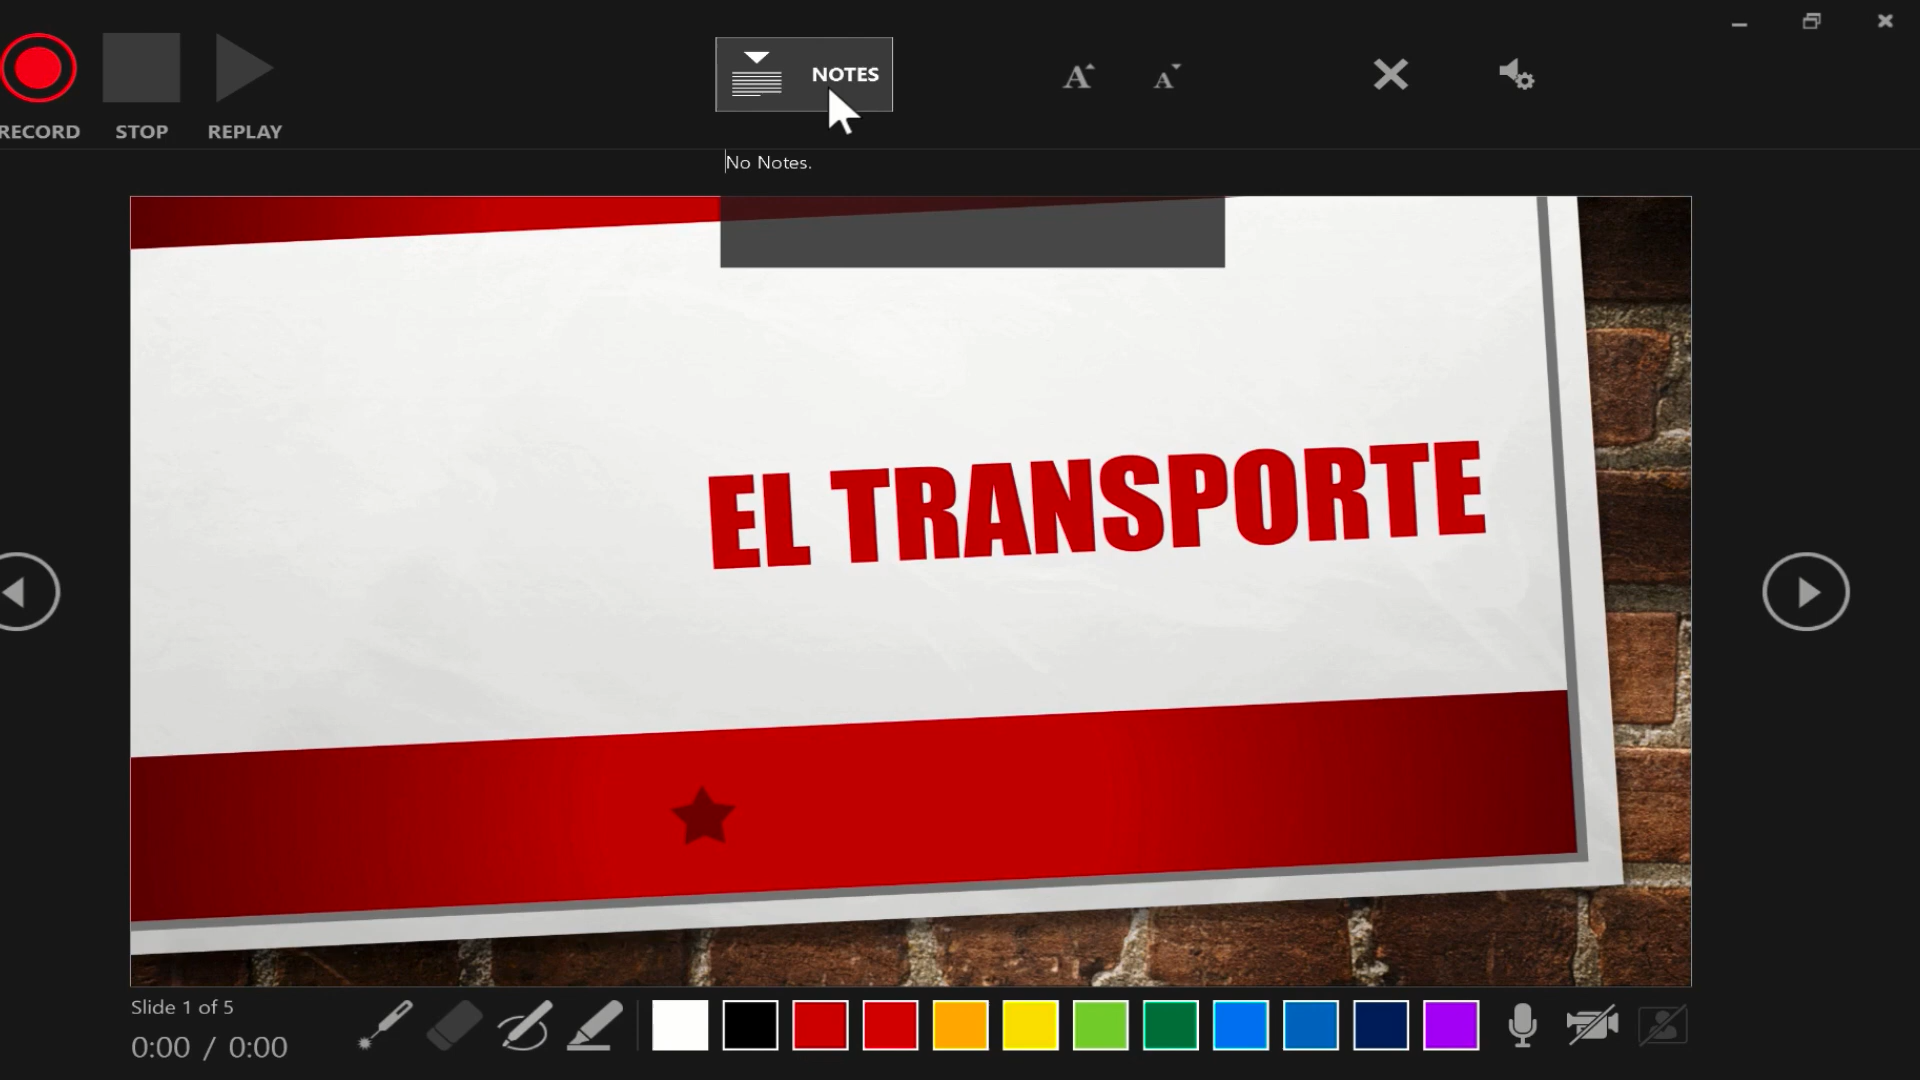 NOTES
A A
RECORD STOP REPLAY
No Notes.
EL TRANSPORTE
Slide 1 of 5
0:00 / 0:00